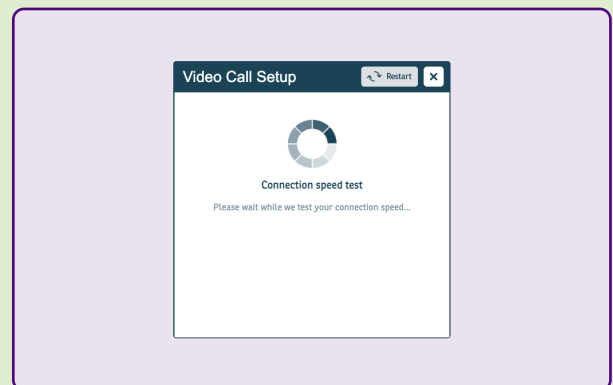 Video Call Setup
Restart
Connection speed test
Please wait while we test your connection speed...